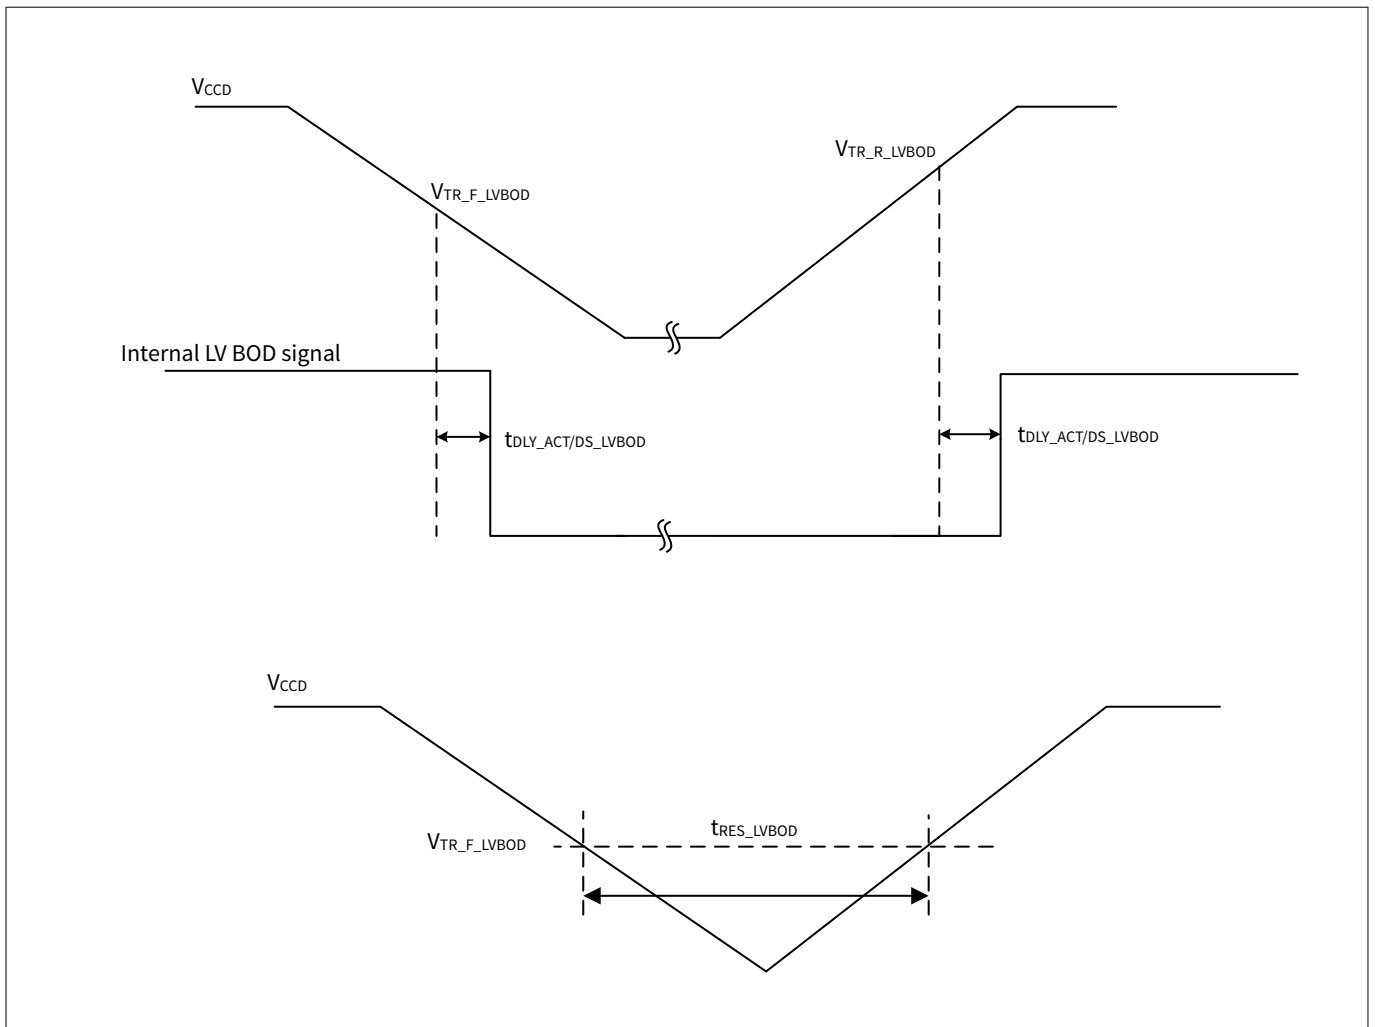 VCCD
VTR_R_LVBOD
VTR_F_LVBOD
Internal LV BOD signal
tDLY_ACT/DS_LVBOD
tDLY_ACT/DS_LVBOD
VCCD
tRES_LVBOD
VTR_F_LVBOD